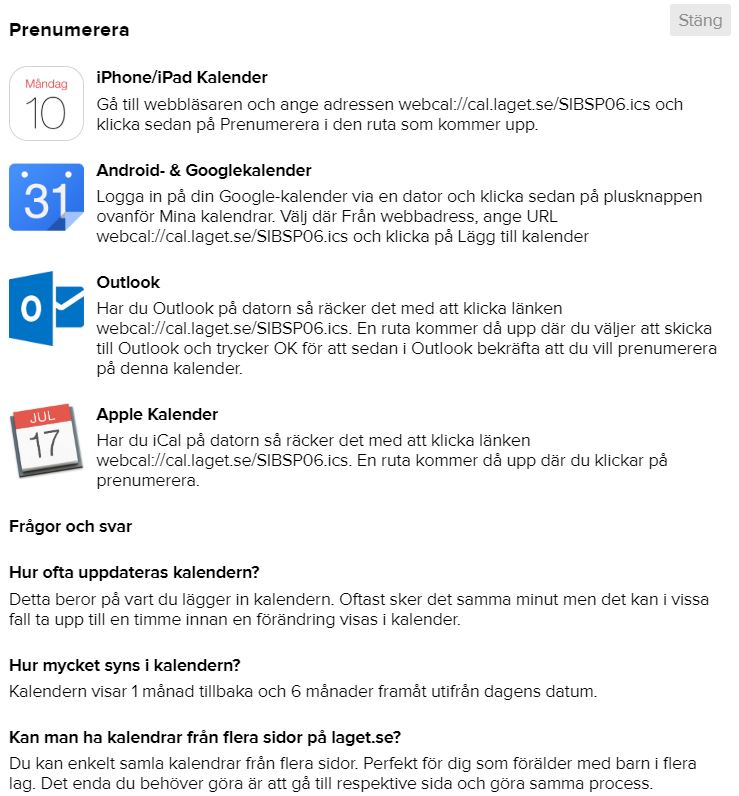 Stäng
Prenumerera
Måndag
10
iPhone/iPad Kalender
Gå till webbläsaren och ange adressen webcal://cal.laget.se/SIBSP06.ics och
klicka sedan på Prenumerera i den ruta som kommer upp.
31
Android- & Googlekalender
Logga in på din Google-kalender via en dator och klicka sedan på plusknappen
ovanför Mina kalendrar. Välj där Från webbadress, ange URL
webcal://cal.laget.se/SIBSP06.ics och klicka på Lägg till kalender
O
Outlook
Har du Outlook på datorn så räcker det med att klicka länken
webcal://cal.laget.se/SIBSP06.ics. En ruta kommer då upp där du väljer att skicka
till Outlook och trycker OK för att sedan i Outlook bekräfta att du vill prenumerera
på denna kalender.
JUL
17
Apple Kalender
Har du iCal på datorn så räcker det med att klicka länken
webcal://cal.laget.se/SIBSP06.ics. En ruta kommer då upp där du klickar på
prenumerera.
Frågor och svar
Hur ofta uppdateras kalendern?
Detta beror på vart du lägger in kalendern. Oftast sker det samma minut men det kan i vissa
fall ta upp till en timme innan en förändring visas i kalender.
Hur mycket syns i kalendern?
Kalendern visar 1 månad tillbaka och 6 månader framåt utifrån dagens datum.
Kan man ha kalendrar från flera sidor på laget.se?
Du kan enkelt samla kalendrar från flera sidor. Perfekt för dig som förälder med barn i flera
lag. Det enda du behöver göra är att gå till respektive sida och göra samma process.